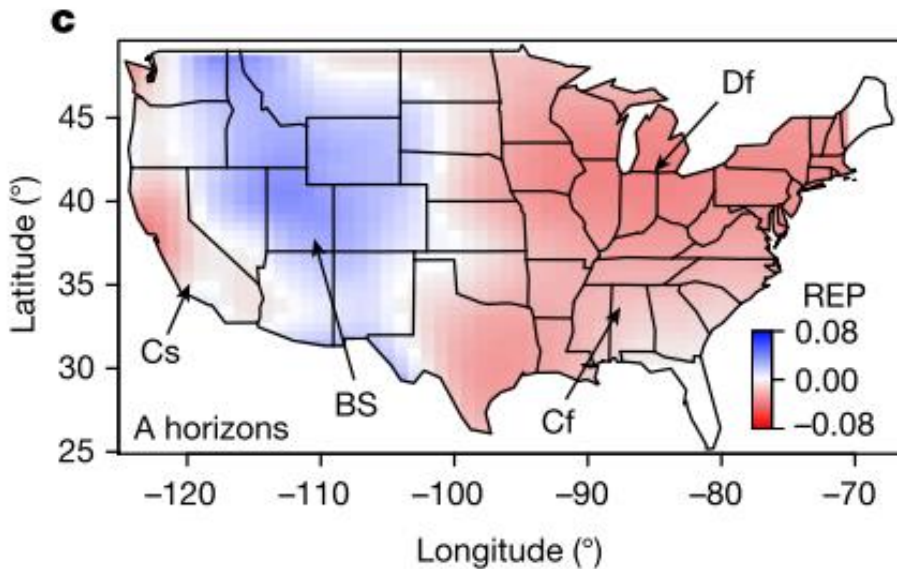 c
Df
45
40
35
30
25
Latitude (°)
REP
0.08
0.00
−0.08
Cs
BS
Cf
A horizons
−120
−110
−100
−90
−80
−70
Longitude (°)